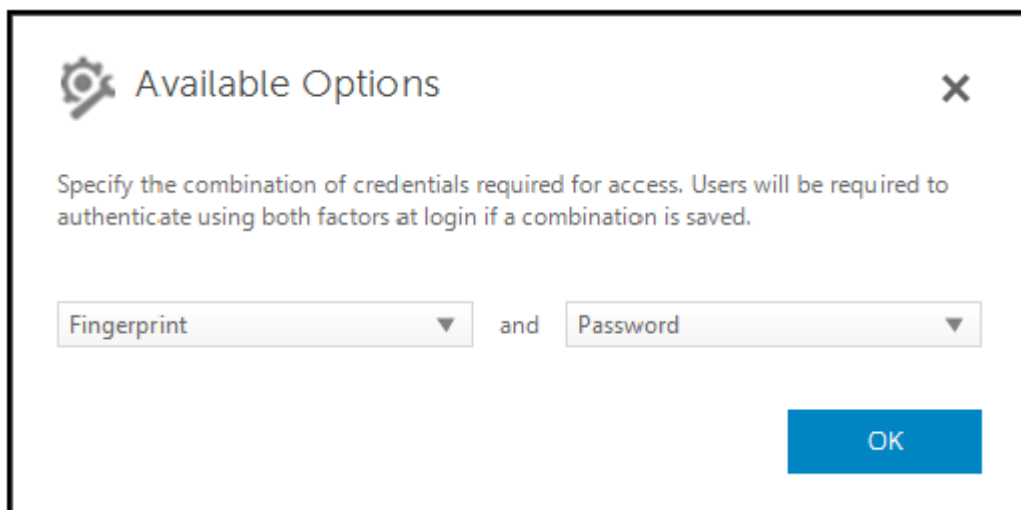 Available Options
Specify the combination of credentials required for access. Users will be required to
authenticate using both factors at login if a combination is saved.
Fingerprint and Password
OK